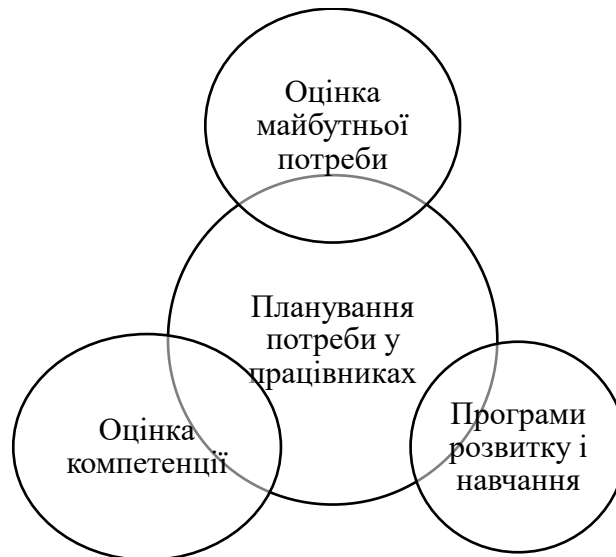 Оцінка
майбутньої
потреби
Планування
потреби у
працівниках
Оцінка
компетенції
Програми
розвитку і
навчання